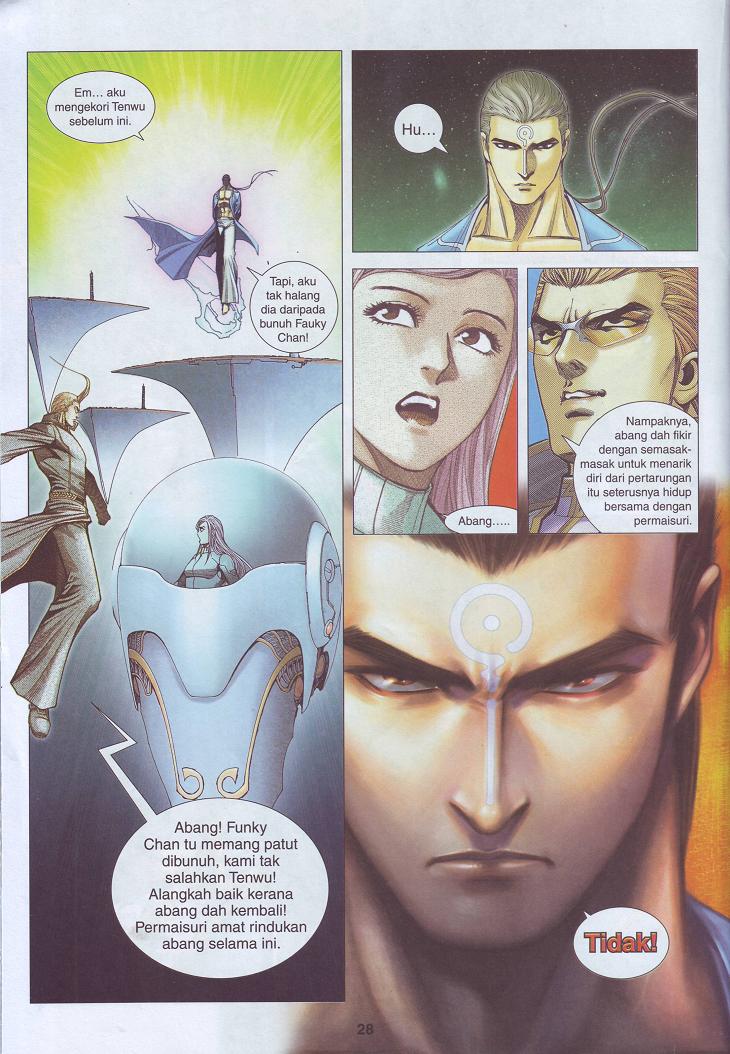 Em... aku
mengekori Tenwu
sebelum ini.
Tapi, aku
tak halang
dia daripada
bunuh Fauky
Chan!
Abang! Funky
Chan tu memang patut
dibunuh, kami tak
salahkan Tenwu!
Alangkah baik kerana
abang dah kembali!
Permaisuri amat rindukan
abang selama ini.
Hu...
Abang.....
Nampaknya,
abang dah fikir
dengan semasak-
masak untuk menarik
diri dari pertarungan
itu seterusnya hidup
bersama dengan
permaisuri.
Tidak!
28